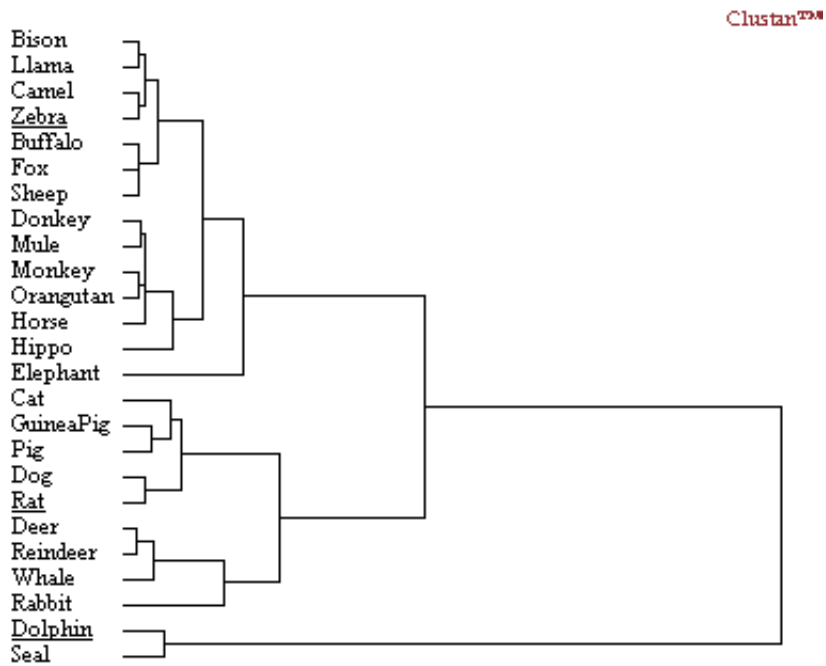 Clustan™
Bison
Llama
Camel
Zebra
Buffalo
Fox
Sheep
Donkey
Mule
Monkey
Orangutan
Horse
Hippo
Elephant
Cat
GuineaPig
Pig
Dog
Rat
Deer
Reindeer
Whale
Rabbit
Dolphin
Seal